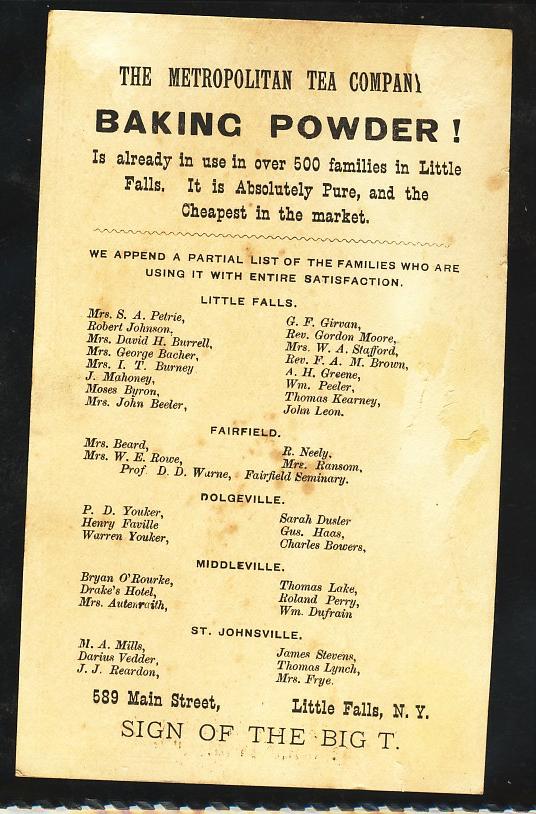 THE METROPOLITAN TEA COMPANY
BAKING POWDER!
Is already in use in over 500 families in Little
Falls. It is Absolutely Pure, and the
Cheapest in the market.
WE APPEND A PARTIAL LIST OF THE FAMILIES WHO ARE
USING IT WITH ENTIRE SATISFACTION.
LITTLE FALLS.
Mrs. S. A. Petrie,
Robert Johnson,
Mrs. David H. Burrell,
Mrs. George Bacher,
Mrs. I. T. Burney
J. Mahoney,
Moses Byron,
Mrs. John Beeler,
G. F. Girvan,
Rev. Gordon Moore,
Mrs. W. A. Stafford,
Rev. F. A. M. Brown,
A. H. Greene,
Wm. Peeler,
Thomas Kearney,
John Leon.
FAIRFIELD.
Mrs. Beard,
Mrs. W. E. Rowe,
R. Neely,
Mrs. Ransom,
Prof D. D. Warne, Fairfield Seminary.
DOLGEVILLE.
P. D. Youker,
Henry Faville
Warren Youker,
Sarah Dusler
Gus. Haas,
Charles Bowers,
MIDDLEVILLE.
Bryan O'Rourke,
Drake's Hotel,
Mrs. Autenraith,
Thomas Lake,
Roland Perry,
Wm. Dufrain
ST. JOHNSVILLE.
M. A. Mills,
Darius Vedder,
J. J. Reardon,
James Stevens,
Thomas Lynch,
Mrs. Frye.
589 Main Street, Little Falls, N. Y.
SIGN OF THE BIG T.